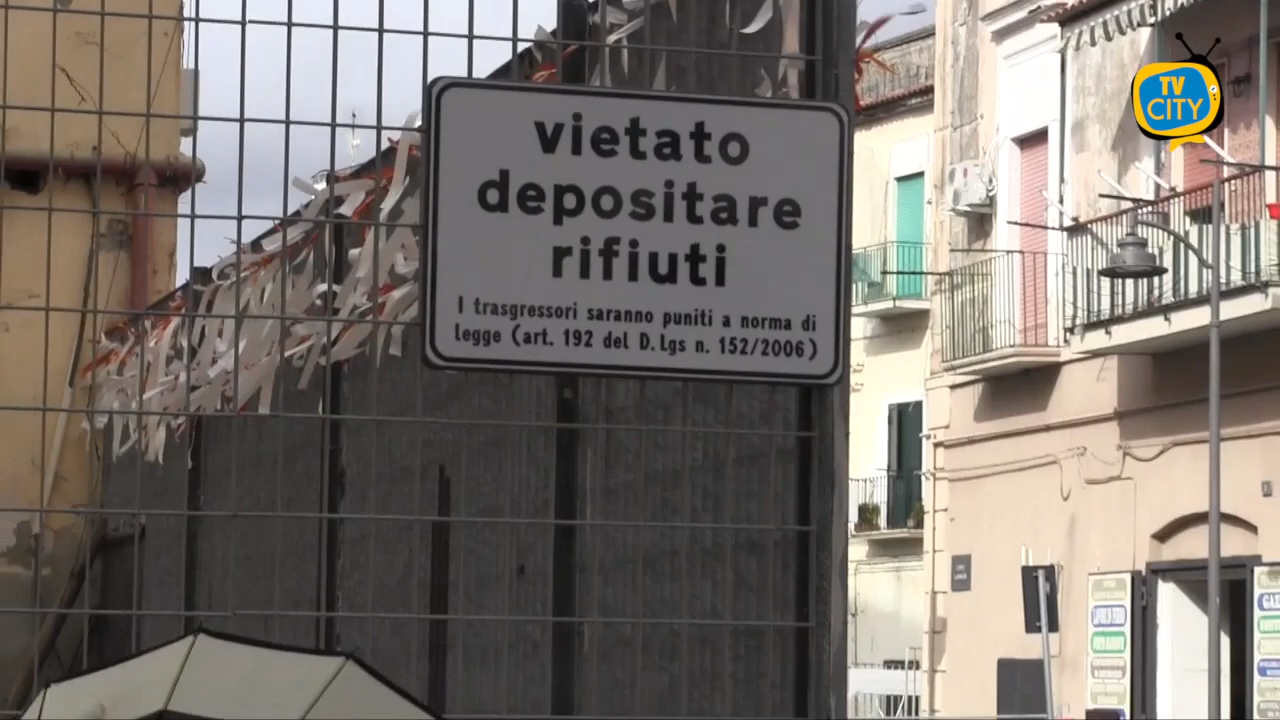 TV
CITY
vietato
depositare
rifiuti
I trasgressori saranno puniti a norma di
legge (art. 192 del D.Lgs n. 152/2006)